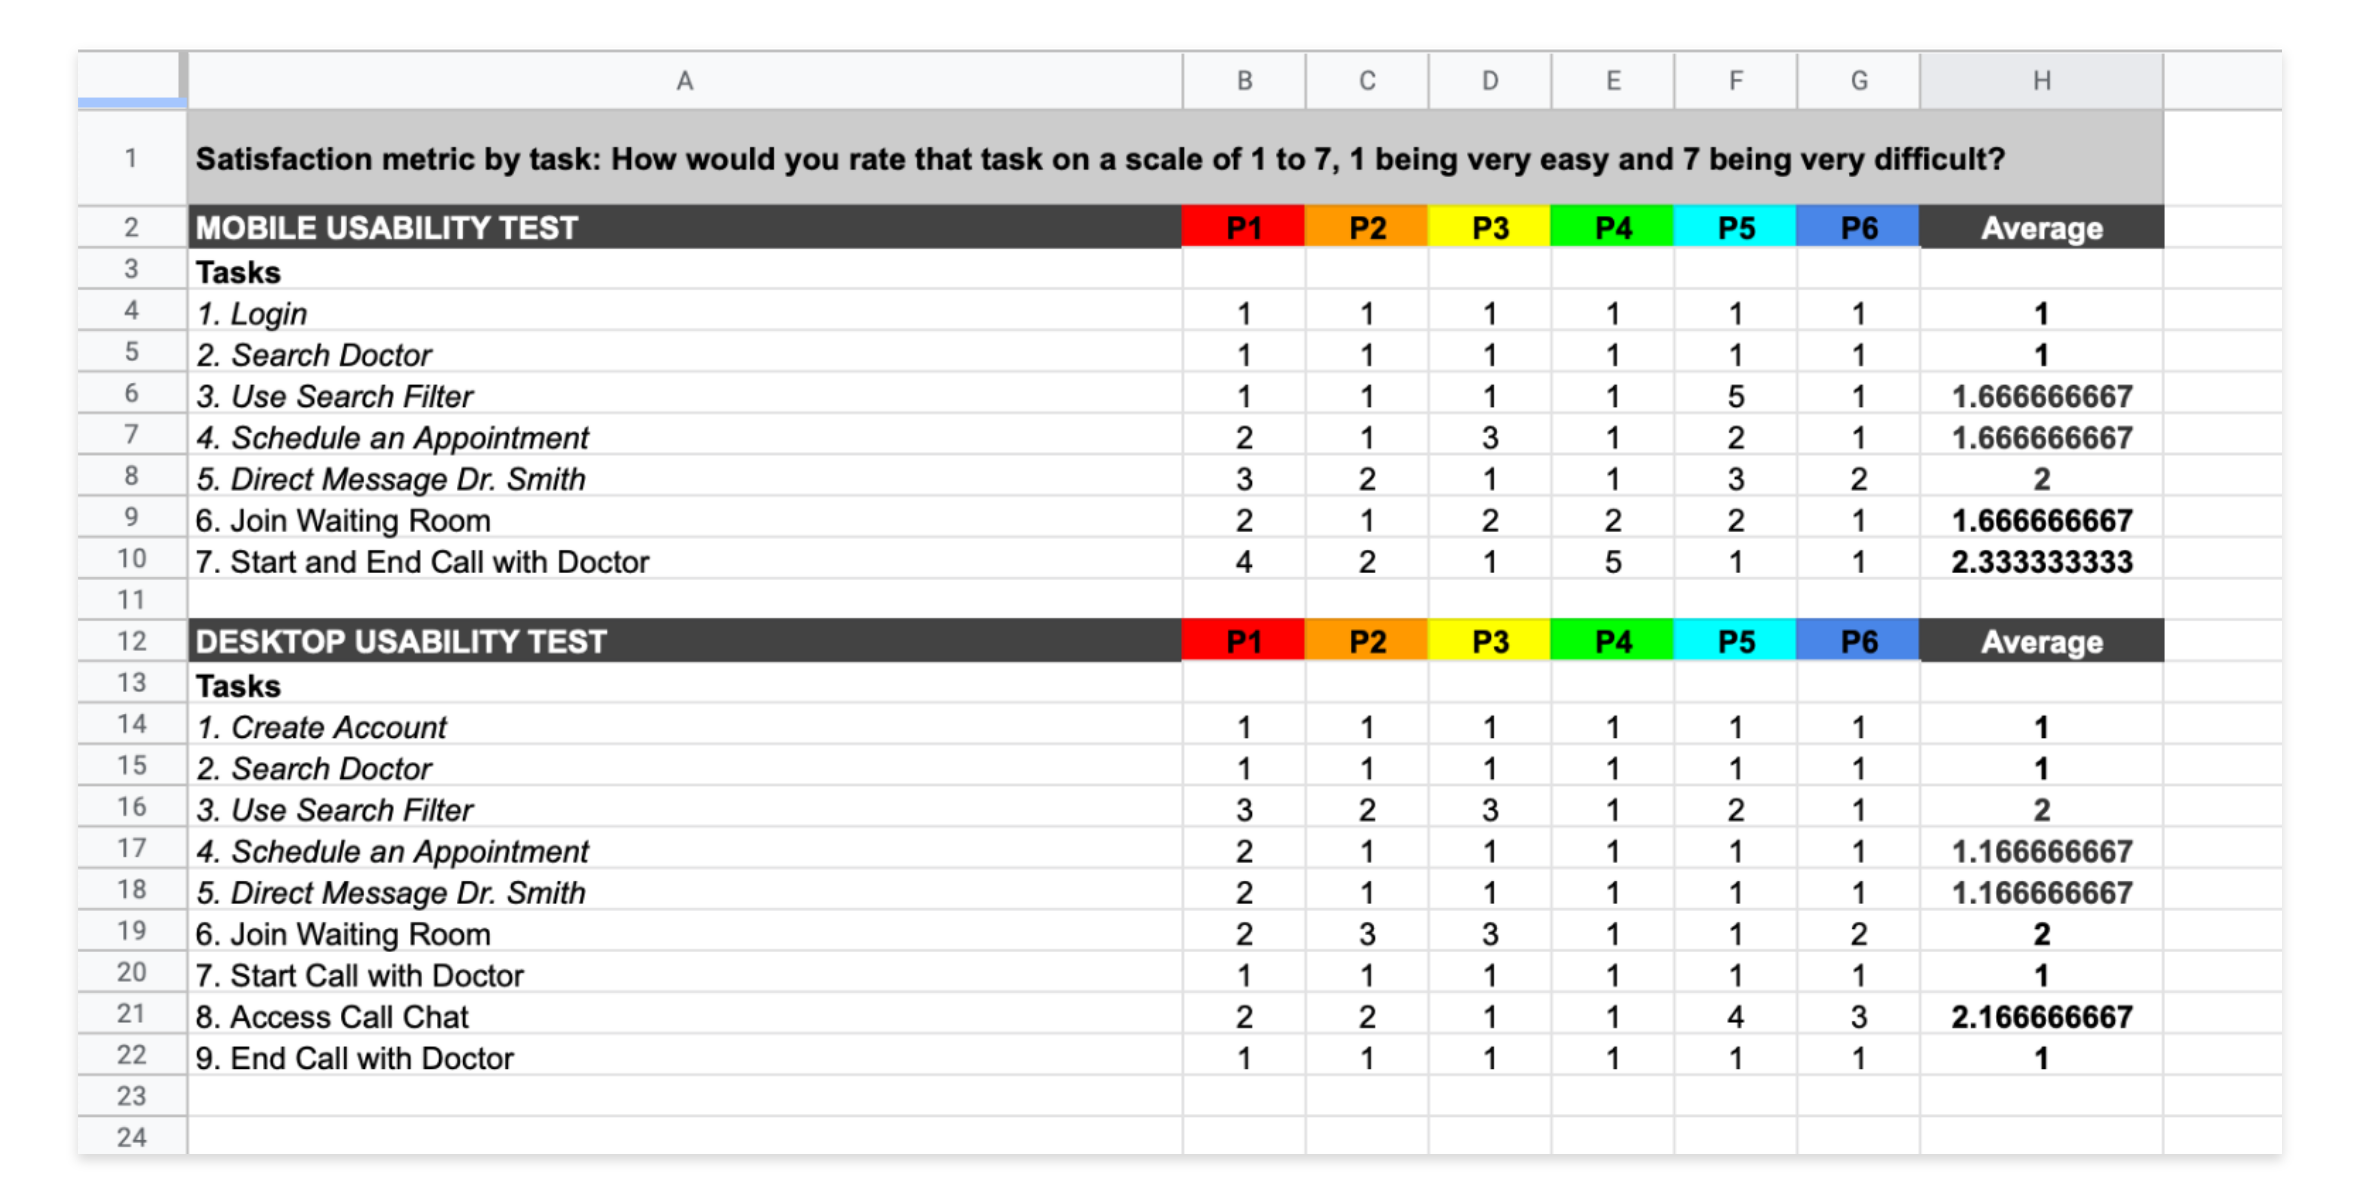 A B C D E F G H
1 Satisfaction metric by task: How would you rate that task on a scale of 1 to 7, 1 being very easy and 7 being very difficult?
2 MOBILE USABILITY TEST P1 P2 P3 P4 P5 P6 Average
3 Tasks
4 1. Login 1 1 1 1 1 1 1
5 2. Search Doctor 1 1 1 1 1 1 1
6 3. Use Search Filter 1 1 1 1 5 1 1.666666667
7 4. Schedule an Appointment 2 1 3 1 2 1 1.666666667
8 5. Direct Message Dr. Smith 3 2 1 1 3 2 2
9 6. Join Waiting Room 2 1 2 2 2 1 1.666666667
10 7. Start and End Call with Doctor 4 2 1 5 1 1 2.333333333
11
12 DESKTOP USABILITY TEST P1 P2 P3 P4 P5 P6 Average
13 Tasks
14 1. Create Account 1 1 1 1 1 1 1
15 2. Search Doctor 1 1 1 1 1 1 1
16 3. Use Search Filter 3 2 3 1 2 1 2
17 4. Schedule an Appointment 2 1 1 1 1 1 1.166666667
18 5. Direct Message Dr. Smith 2 1 1 1 1 1 1.166666667
19 6. Join Waiting Room 2 3 3 1 1 2 2
20 7. Start Call with Doctor 1 1 1 1 1 1 1
21 8. Access Call Chat 2 2 1 1 4 3 2.166666667
22 9. End Call with Doctor 1 1 1 1 1 1 1
23
24